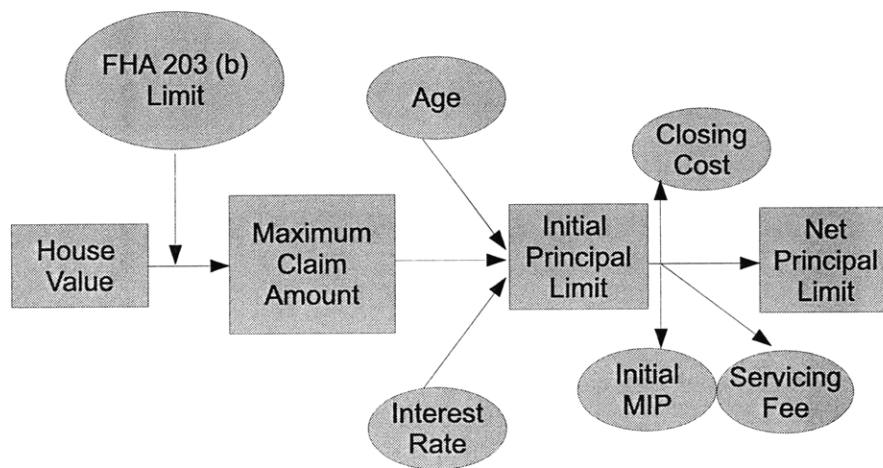 FHA 203 (b)
Limit
Age
Closing
Cost
House
Value
Maximum
Claim
Amount
Initial
Principal
Limit
Net
Principal
Limit
Interest
Rate
Initial
MIP
Servicing
Fee